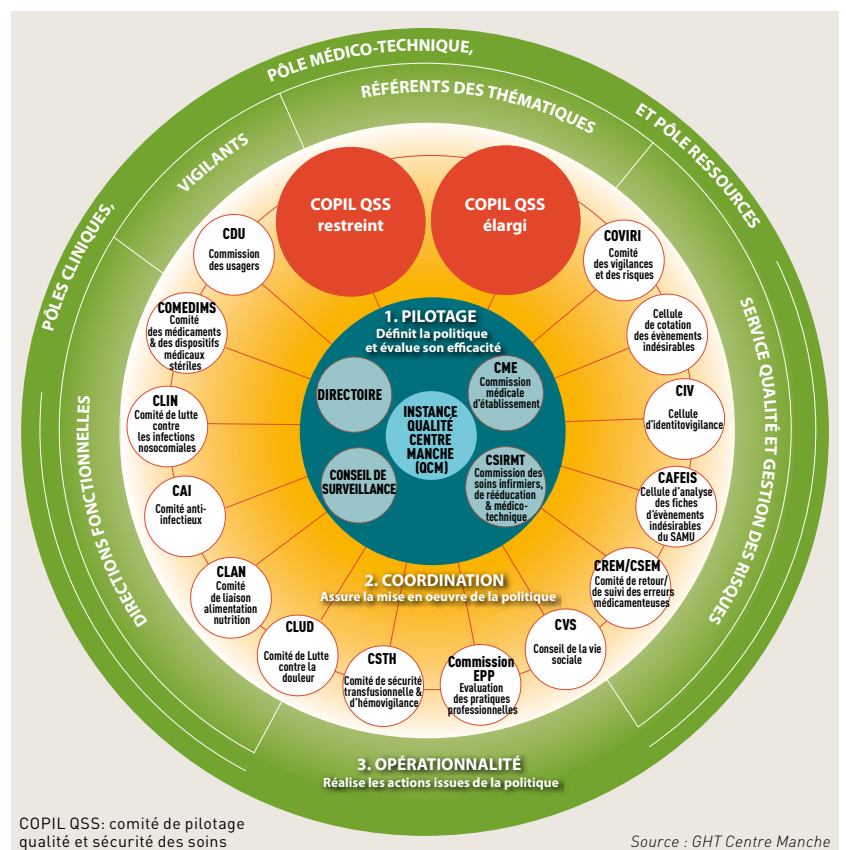 PÔLES CLINIQUES,
PÔLE MÉDICO-TECHNIQUE,
ET PÔLE RESSOURCES
DIRECTIONS FONCTIONNELLES
VIGILANTS
RÉFÉRENTS DES THÉMATIQUES
SERVICE QUALITÉ ET GESTION DES RISQUES
COPIL QSS
restreint
COPIL QSS
élargi
CDU
Commission
des usagers
COMEDIMS
Comité
des médicaments
& des dispositifs
médicaux
stériles
CLIN
Comité de lutte
contre
les infections
nosocomiales
CAI
Comité anti-
infectieux
CLAN
Comité
de liaison
alimentation
nutrition
CLUD
Comité de Lutte
contre la
douleur
CSTH
Comité de sécurité
transfusionnelle &
d'hémovigilance
Commission
EPP
Evaluation
des pratiques
professionnelles
CVS
Conseil de la vie
sociale
CREM/CSEM
Comité de retour/
de suivi des erreurs
médicamenteuses
CAFEIS
Cellule d'analyse
des fiches
d'évènements
indésirables
du SAMU
CIV
Cellule
d'identitovigilance
Cellule
de cotation
des évènements
indésirables
COVIRI
Comité
des vigilances
et des risques
1. PILOTAGE
Définit la politique
et évalue son efficacité
DIRECTOIRE
CME
Commission
médicale
d'établissement
INSTANCE
QUALITÉ
CENTRE
MANCHE
(QCM)
CONSEIL DE
SURVEILLANCE
CSIRMT
Commission des
soins infirmiers,
de rééducation
& médico-
technique
2. COORDINATION
Assure la mise en oeuvre de la politique
3. OPÉRATIONNALITÉ
Réalise les actions issues de la politique
COPIL QSS: comité de pilotage
qualité et sécurité des soins
Source : GHT Centre Manche